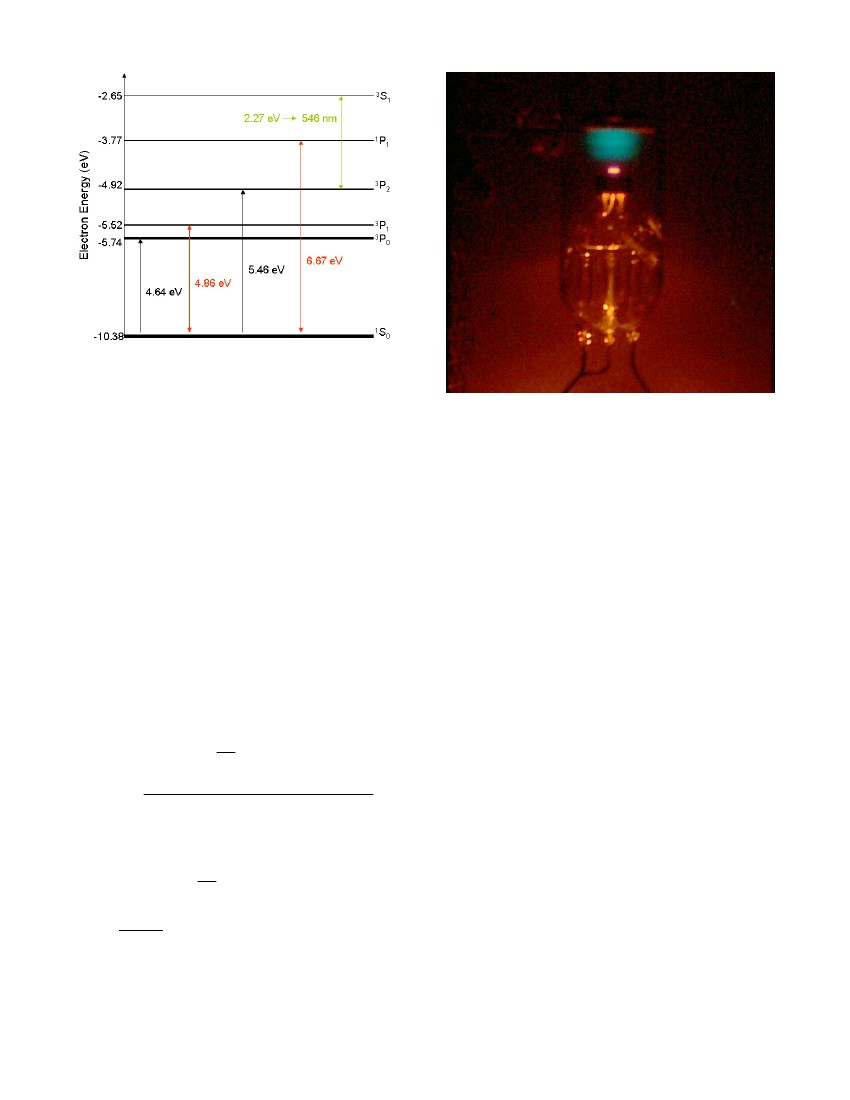 -2.65
³S₁
2.27 eV → 546 nm
-3.77
¹P₁
-4.92
³P₂
-5.52
³P₁
-5.74
³P₀
6.67 eV
5.46 eV
4.86 eV
4.64 eV
-10.38
¹S₀
Electron Energy (eV)